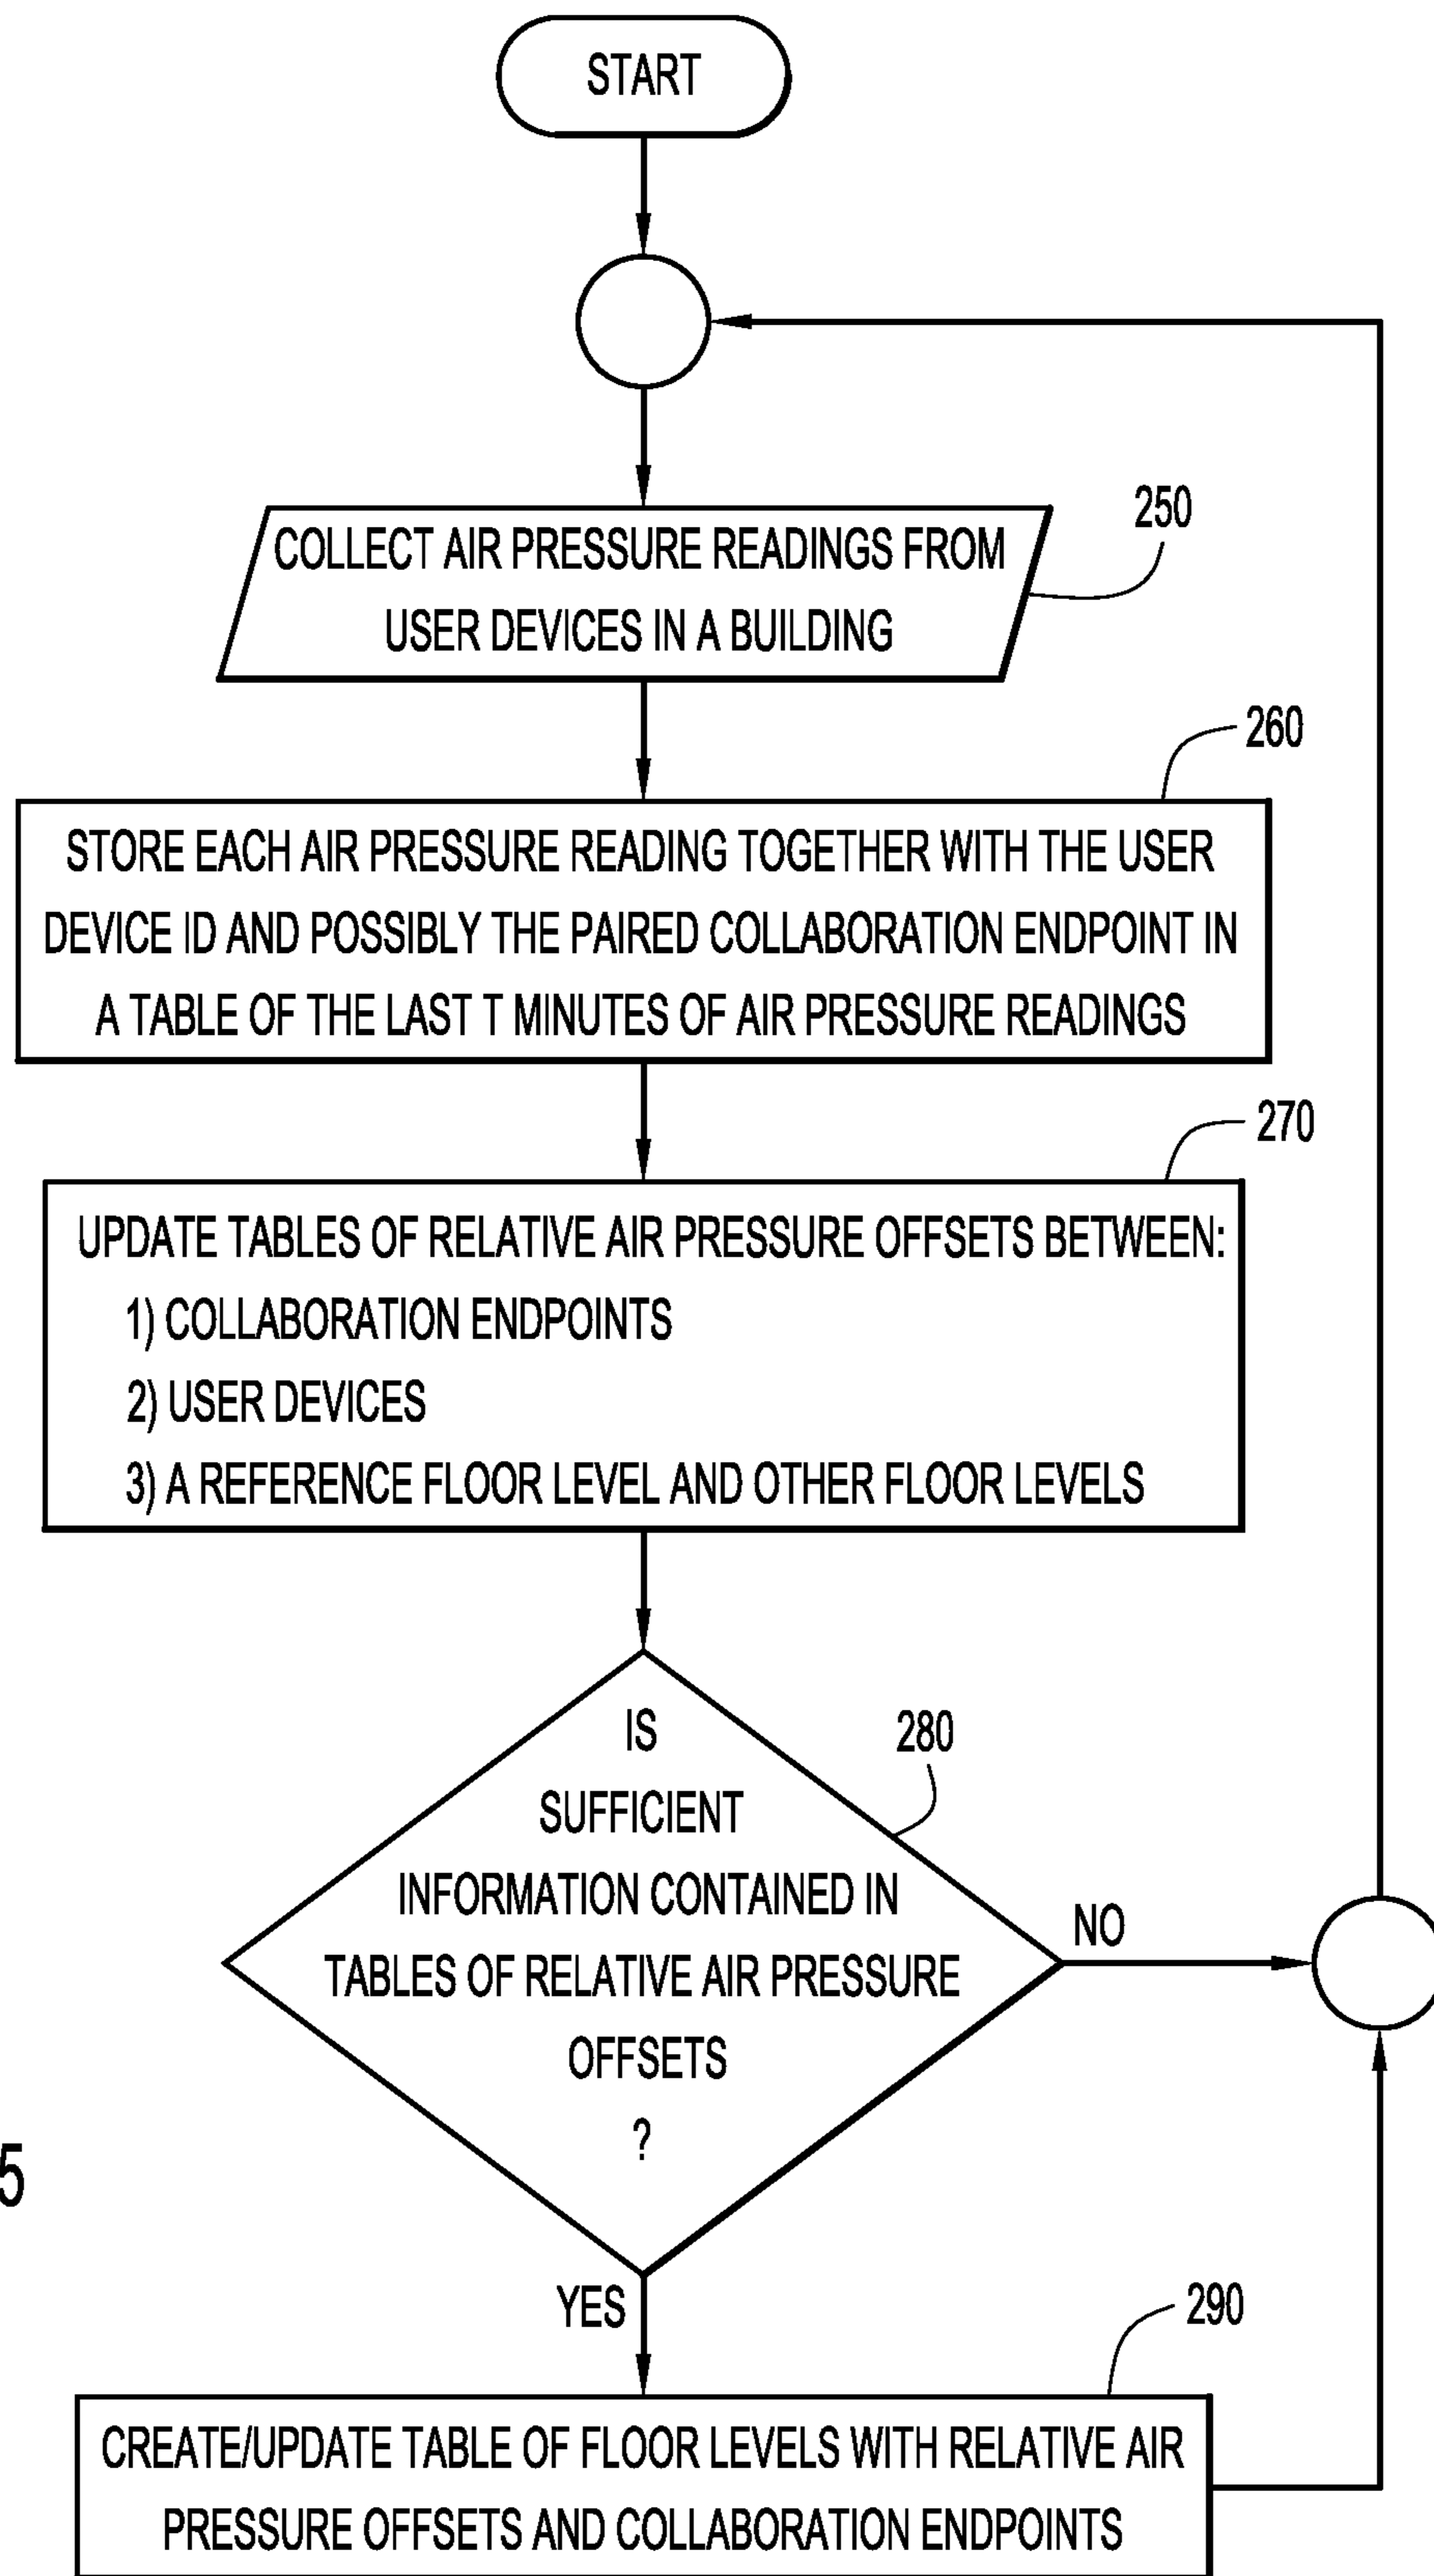 START
COLLECT AIR PRESSURE READINGS FROM
USER DEVICES IN A BUILDING
250
260
STORE EACH AIR PRESSURE READING TOGETHER WITH THE USER
DEVICE ID AND POSSIBLY THE PAIRED COLLABORATION ENDPOINT IN
A TABLE OF THE LAST T MINUTES OF AIR PRESSURE READINGS
270
UPDATE TABLES OF RELATIVE AIR PRESSURE OFFSETS BETWEEN:
1) COLLABORATION ENDPOINTS
2) USER DEVICES
3) A REFERENCE FLOOR LEVEL AND OTHER FLOOR LEVELS
280
IS
SUFFICIENT
INFORMATION CONTAINED IN
TABLES OF RELATIVE AIR PRESSURE
OFFSETS
?
NO
5
YES
290
CREATE/UPDATE TABLE OF FLOOR LEVELS WITH RELATIVE AIR
PRESSURE OFFSETS AND COLLABORATION ENDPOINTS